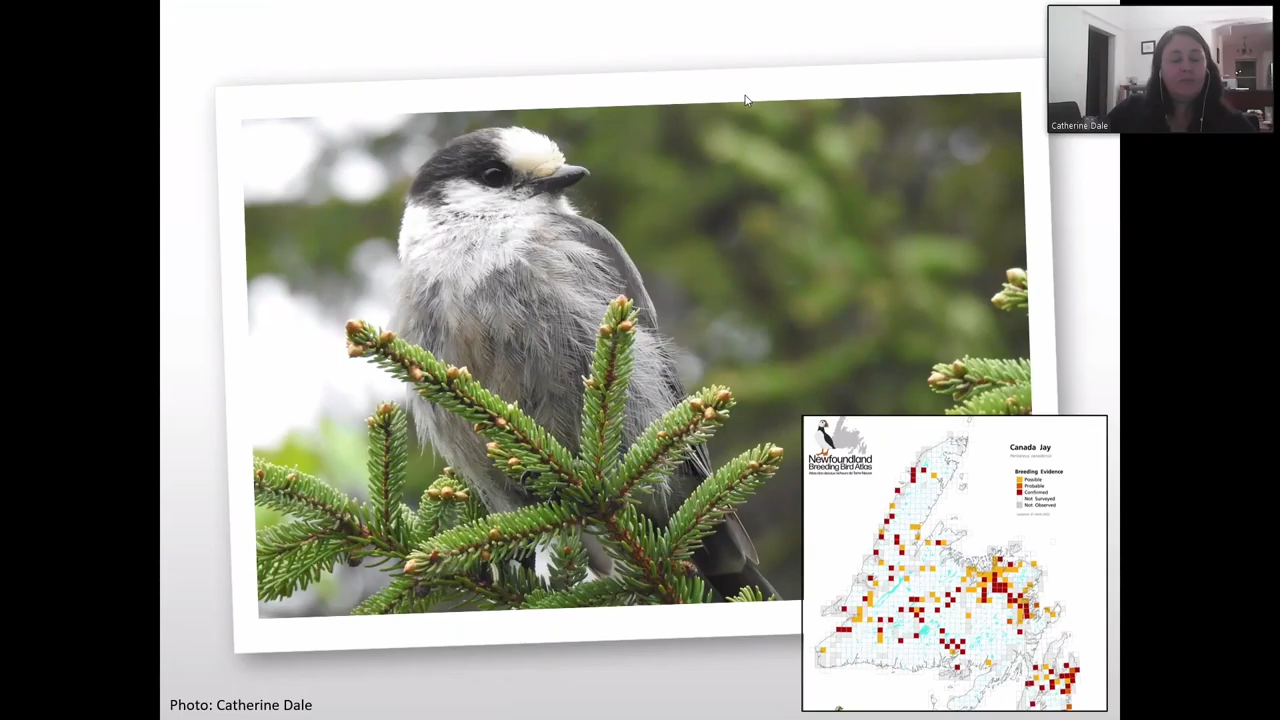 Catherine Dale
Newfoundland
Breeding Bird Atlas
Canada Jay
Breeding Evidence
Possible
Probable
Confirmed
Not Surveyed
Not Observed
Photo: Catherine Dale